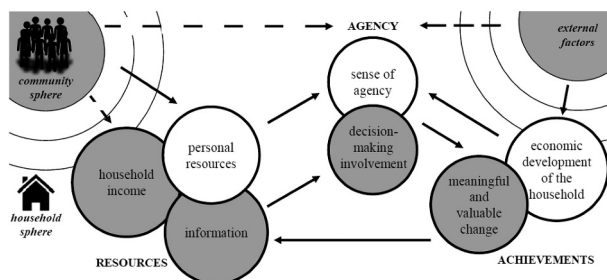 AGENCY
external
factors
community
sphere
sense of
agency
personal
resources
decision-
making
involvement
economic
development
of the
household
household
income
meaningful
and
valuable
change
information
household
sphere
RESOURCES
ACHIEVEMENTS